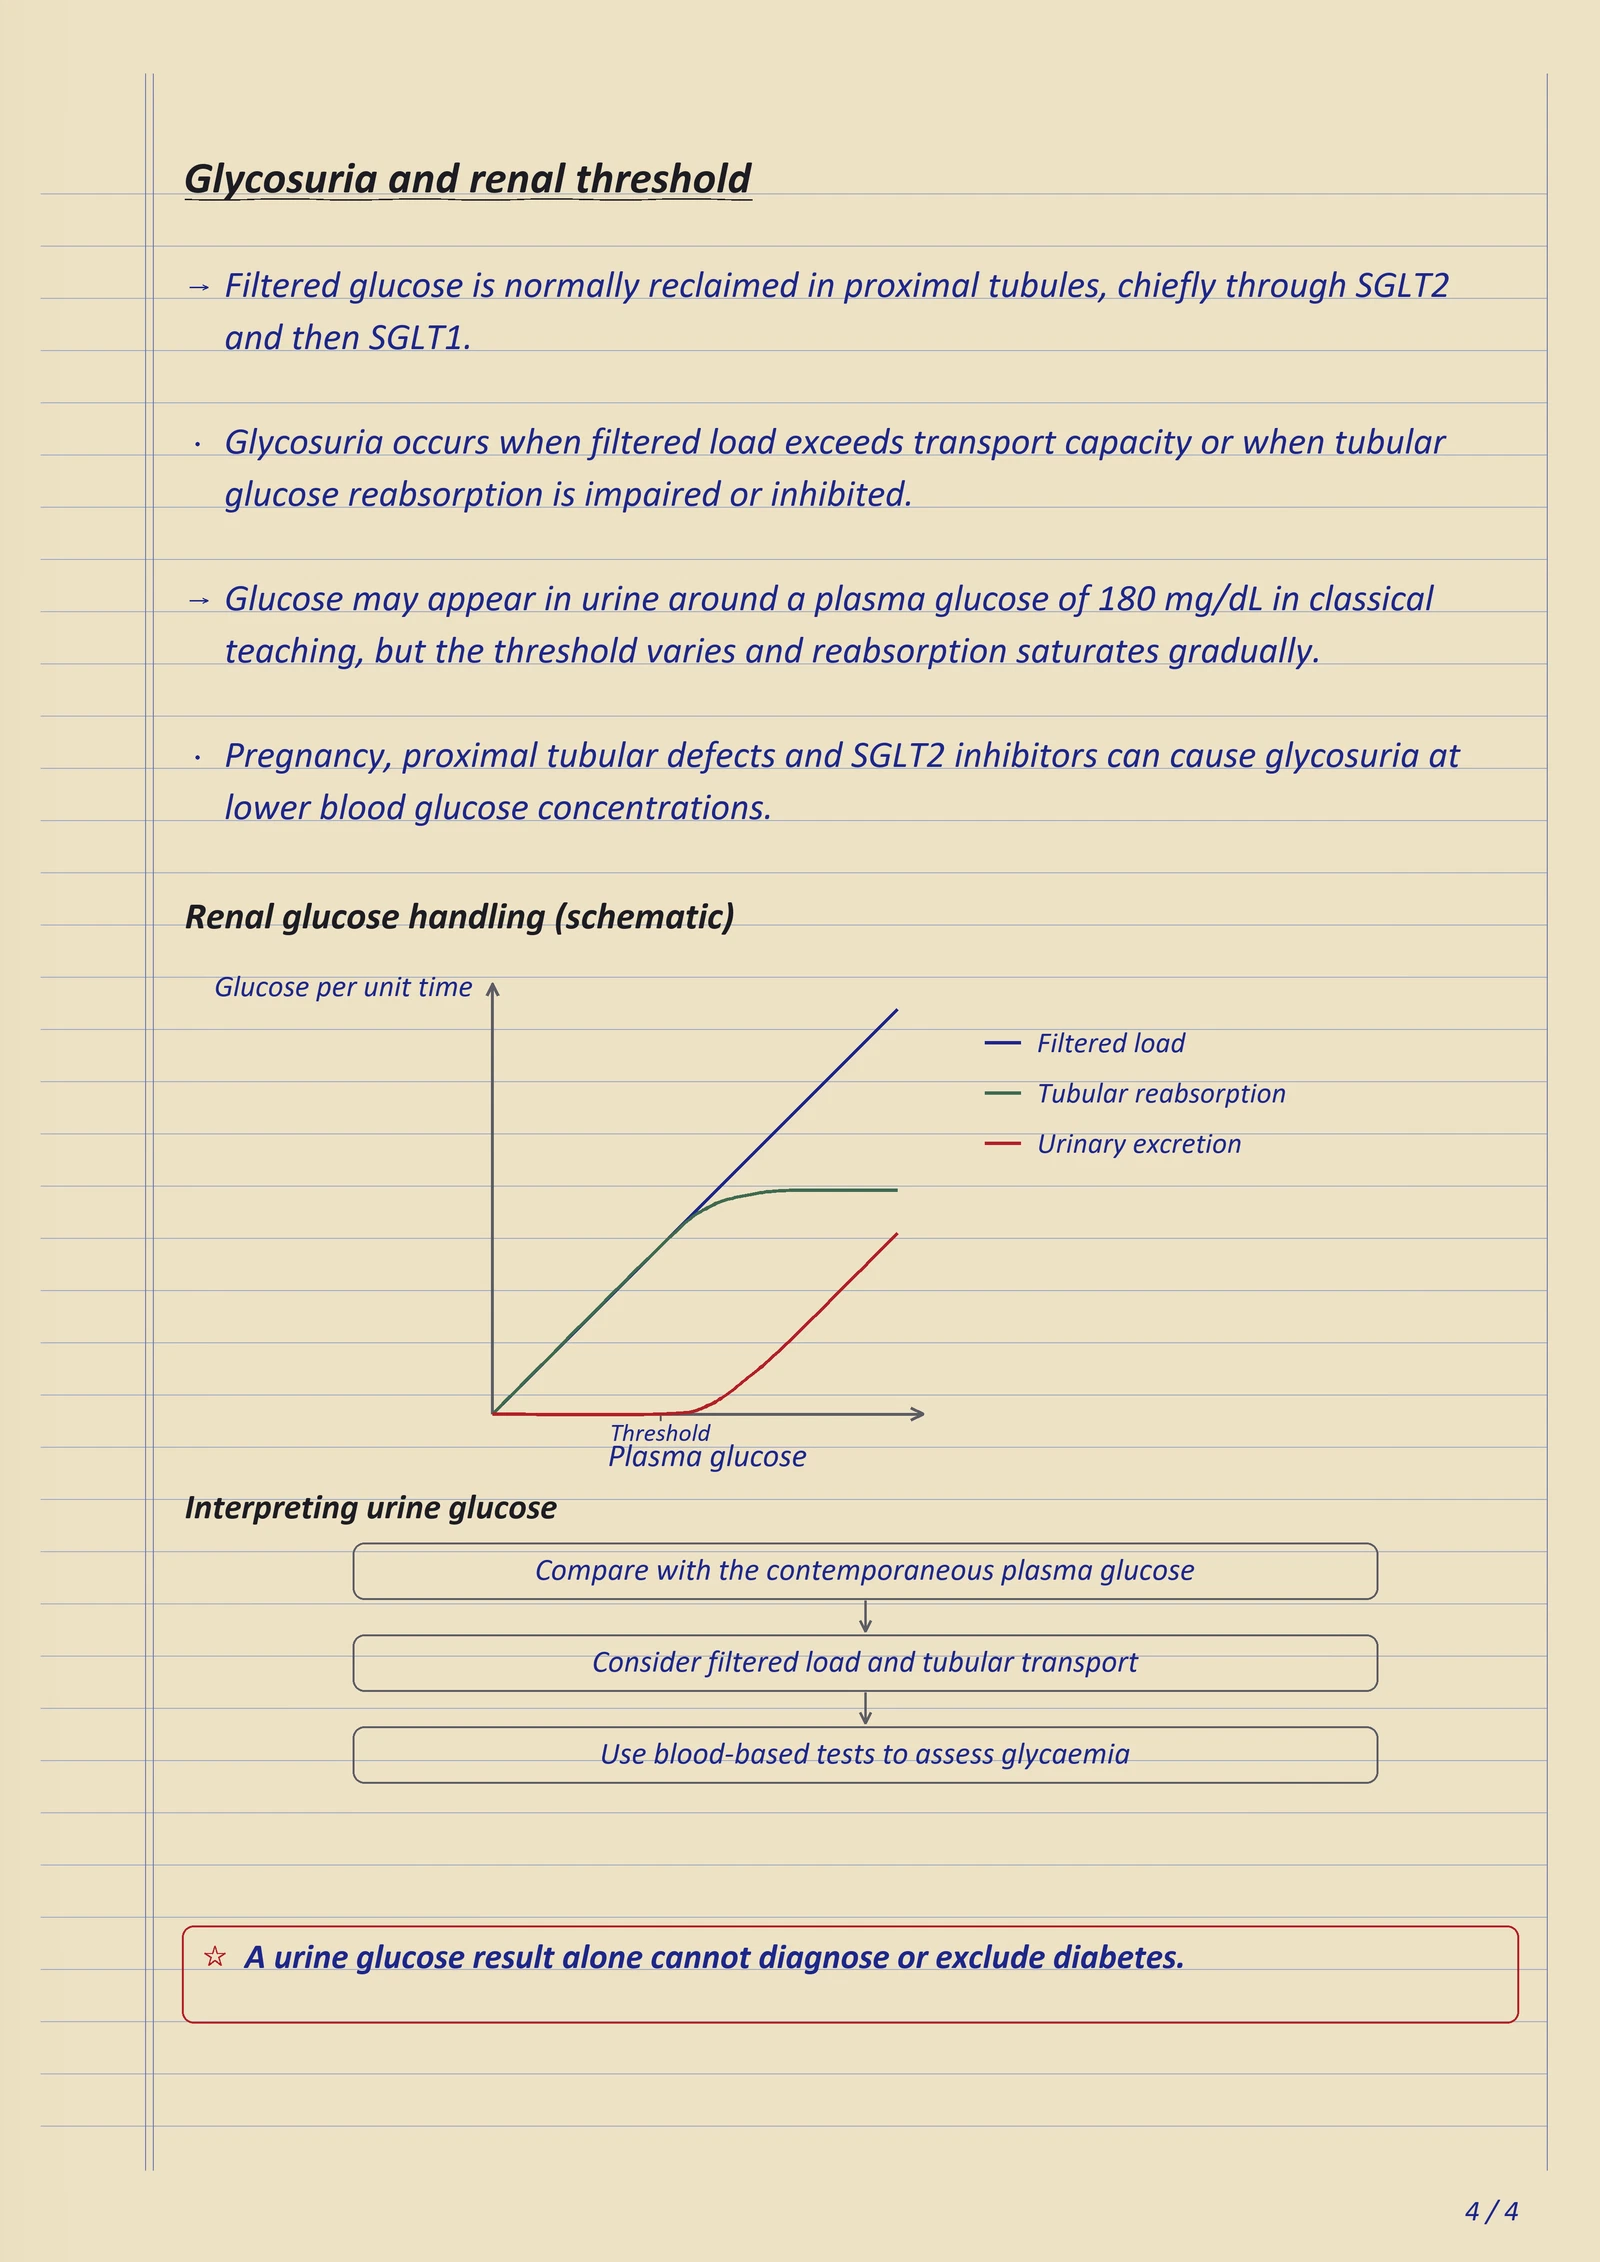 Glycosuria and renal threshold
→ Filtered glucose is normally reclaimed in proximal tubules, chiefly through SGLT2
and then SGLT1.
· Glycosuria occurs when filtered load exceeds transport capacity or when tubular
glucose reabsorption is impaired or inhibited.
→ Glucose may appear in urine around a plasma glucose of 180 mg/dL in classical
teaching, but the threshold varies and reabsorption saturates gradually.
· Pregnancy, proximal tubular defects and SGLT2 inhibitors can cause glycosuria at
lower blood glucose concentrations.
Renal glucose handling (schematic)
Glucose per unit time
Filtered load
Tubular reabsorption
Urinary excretion
Threshold
Plasma glucose
Interpreting urine glucose
Compare with the contemporaneous plasma glucose
Consider filtered load and tubular transport
Use blood-based tests to assess glycaemia
☆ A urine glucose result alone cannot diagnose or exclude diabetes.
4 / 4